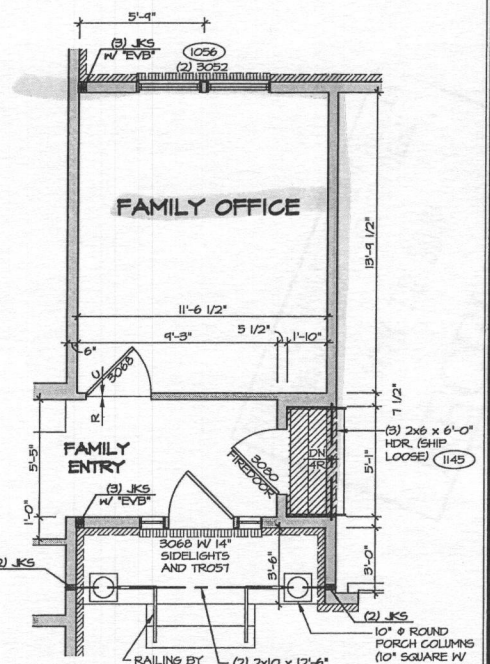 5'-9"
(3) JKS
W/ "EVB"
1056
(2) 3052
FAMILY OFFICE
13'-9 1/2"
11'-6 1/2"
9'-3"
5 1/2"
1'-10"
6"
C
3068
R
7 1/2"
(3) 2x6 x 6'-0"
HDR. (SHIP
LOOSE)
1145
5'-5"
FAMILY
ENTRY
3080
FIREDOOR
DN
4R
5'-1"
(3) JKS
W/ "EVB"
1'-0"
3068 W/ 14"
SIDELIGHTS
AND TR057
3'-6"
3'-0"
) JKS
(2) JKS
10" Φ ROUND
PORCH COLUMNS
(10" SQUARE W/
RAILING BY
(2) 2x10 x 12'-6"